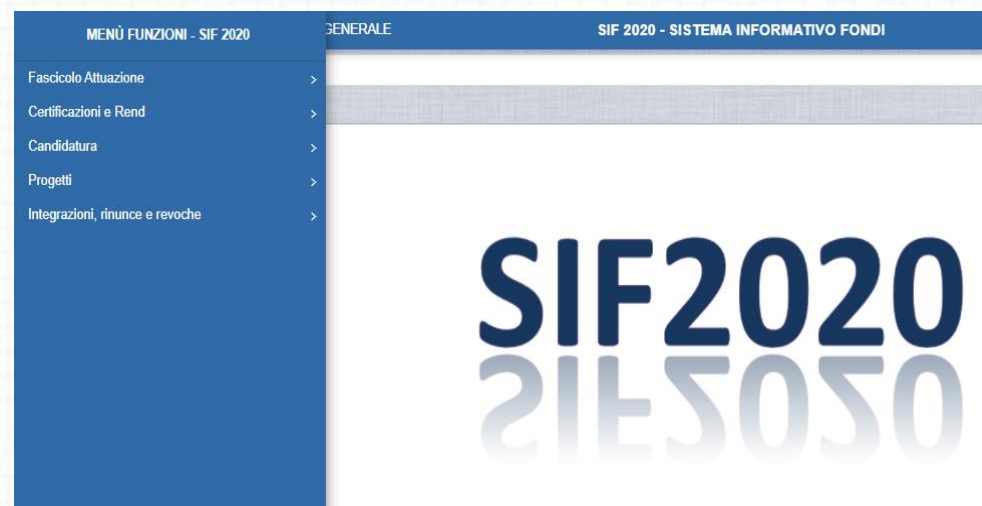 MENÙ FUNZIONI - SIF 2020
GENERALE
SIF 2020 - SISTEMA INFORMATIVO FONDI
Fascicolo Attuazione
Certificazioni e Rend
Candidatura
Progetti
Integrazioni, rinunce e revoche
SIF2020